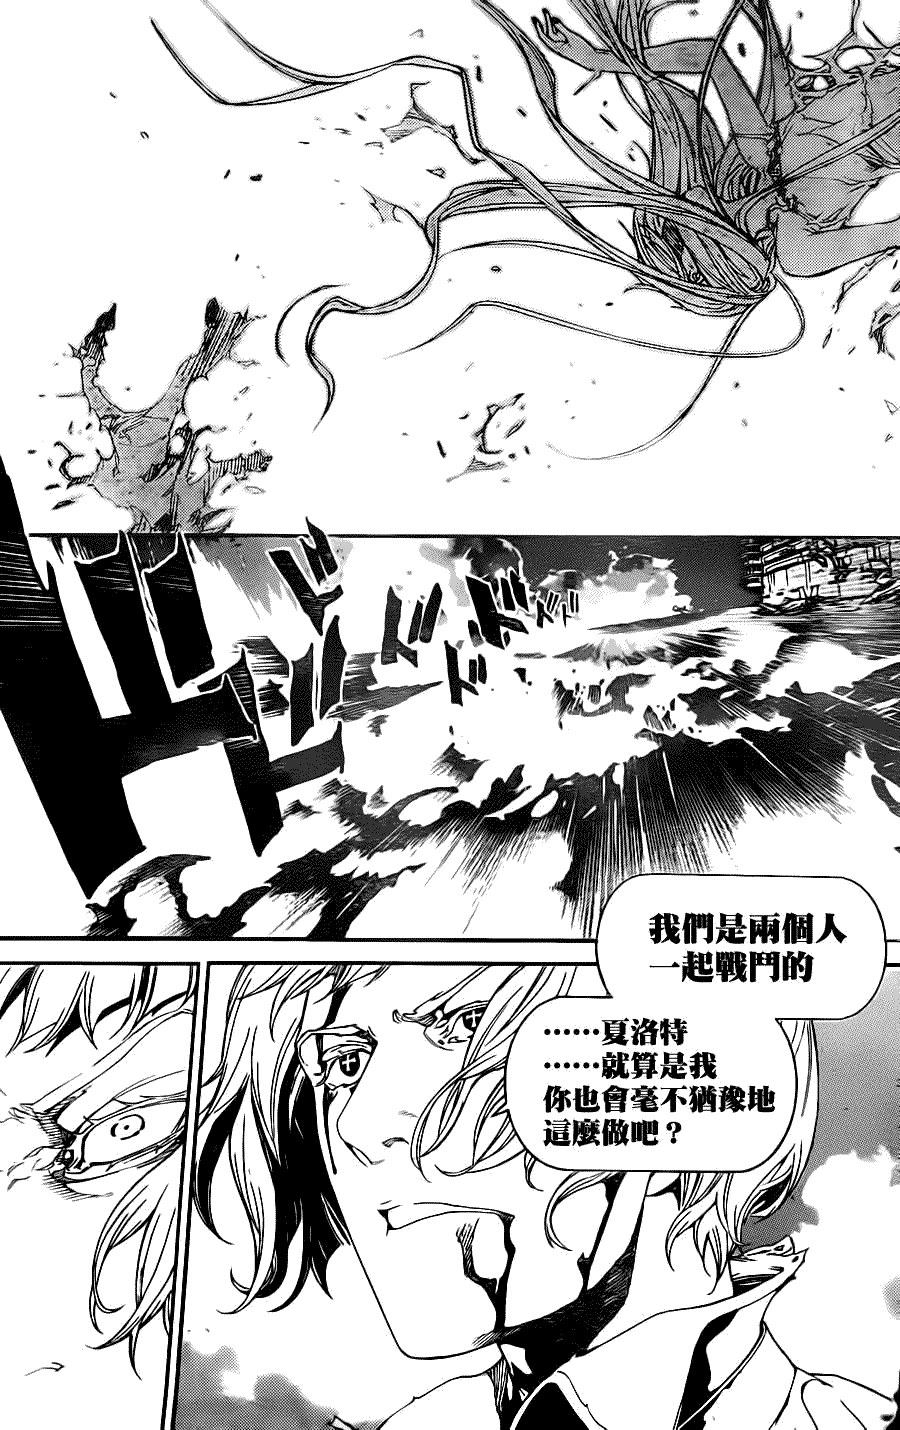 ドドドドドドド
我們是兩個人
一起戰鬥的
……夏洛特
……就算是我
你也會毫不猶豫地
這麼做吧？